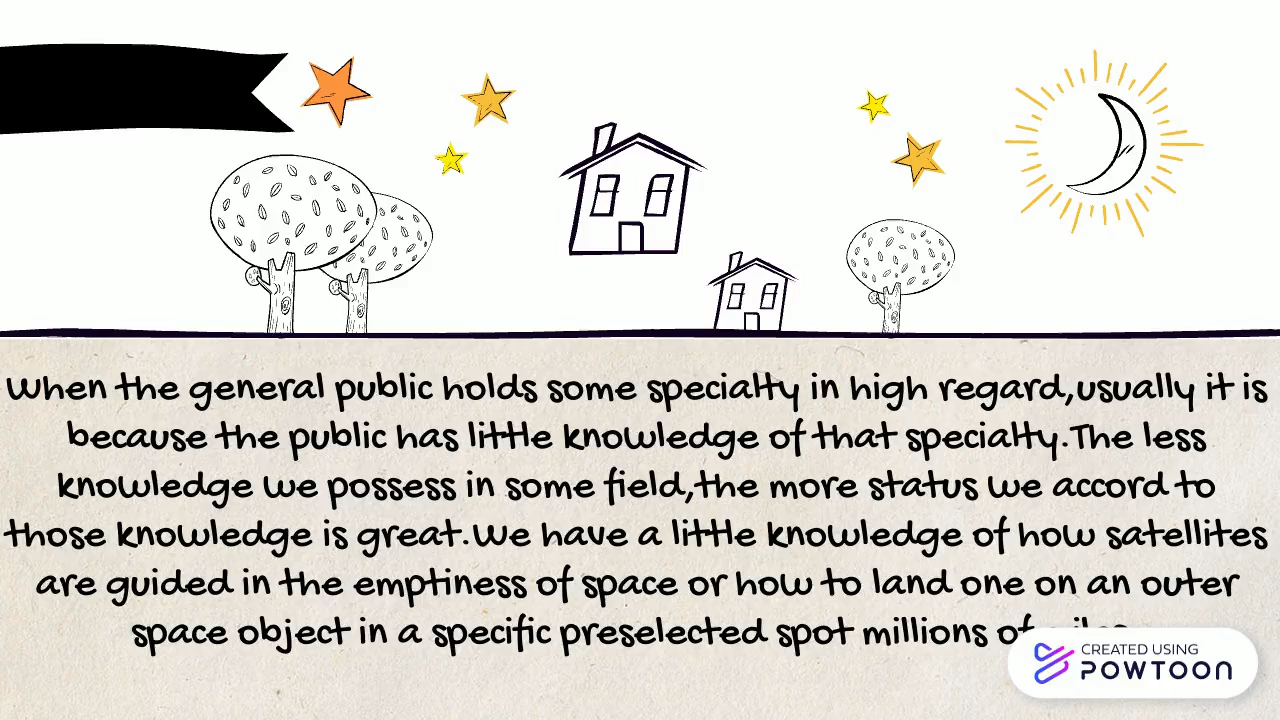 When the general public holds some specialty in high regard,usually it is
because the public has little knowledge of that specialty.The less
knowledge we possess in some field,the more status we accord to
those knowledge is great.We have a little knowledge of how satellites
are guided in the emptiness of space or how to land one on an outer
space object in a specific preselected spot millions of
CREATED USING
POWTOON